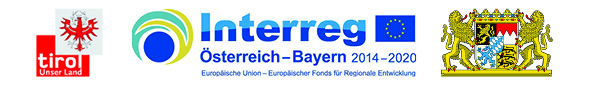 tirol
Unser Land
Interreg
Österreich – Bayern 2014 – 2020
Europäische Union – Europäischer Fonds für Regionale Entwicklung